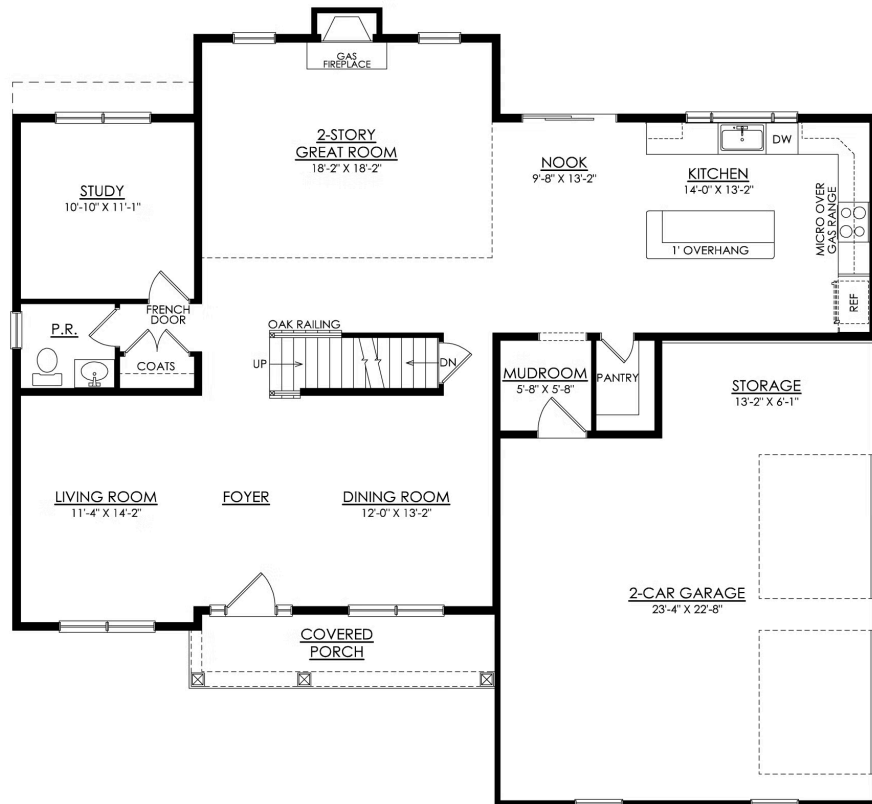 GAS
FIREPLACE
2-STORY
GREAT ROOM
18'-2" X 18'-2"
NOOK
9'-8" X 13'-2"
DW
KITCHEN
14'-0" X 13'-2"
MICRO OVER
GAS RANGE
1' OVERHANG
REF
STUDY
10'-10" X 11'-1"
FRENCH
DOOR
P.R.
COATS
OAK RAILING
UP
DN
MUDROOM
5'-8" X 5'-8"
PANTRY
STORAGE
13'-2" X 6'-1"
LIVING ROOM
11'-4" X 14'-2"
FOYER
DINING ROOM
12'-0" X 13'-2"
2-CAR GARAGE
23'-4" X 22'-8"
COVERED
PORCH